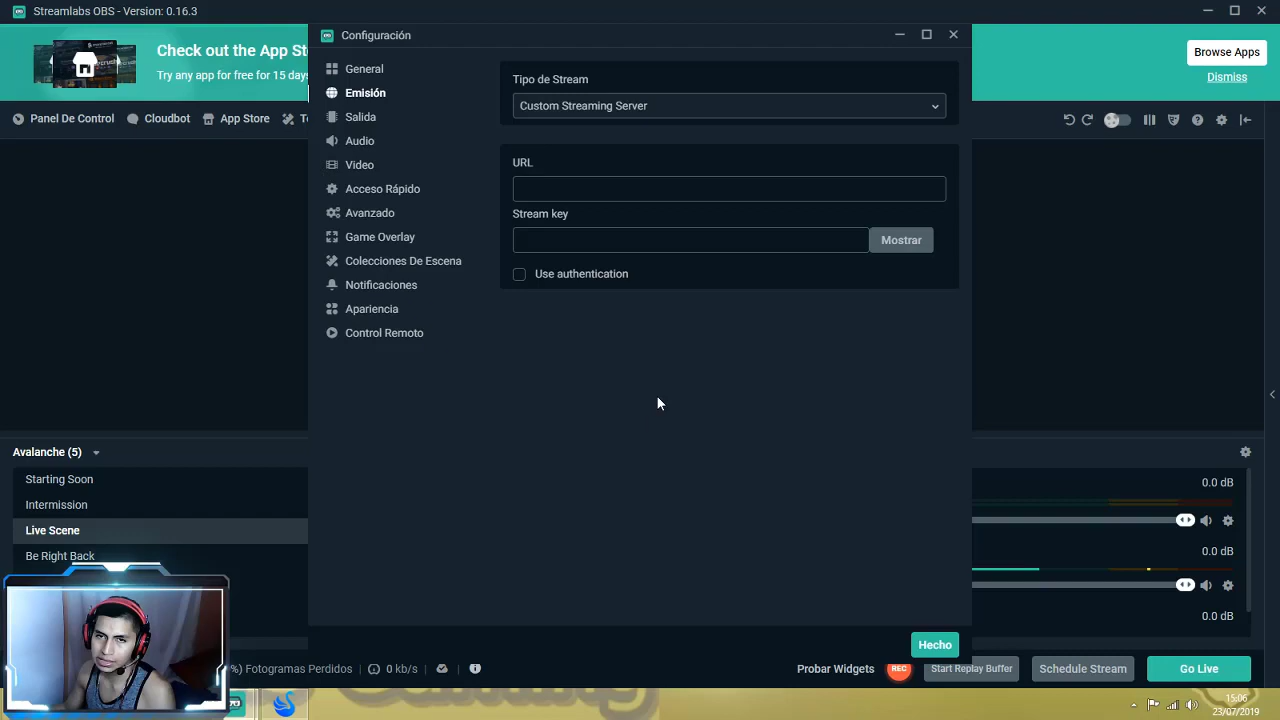 Streamlabs OBS - Version: 0.16.3
Check out the App Sto
Try any app for free for 15 days
Browse Apps
Dismiss
Panel De Control
Cloudbot
App Store
Configuración
General
Emisión
Salida
Audio
Video
Acceso Rápido
Avanzado
Game Overlay
Colecciones De Escena
Notificaciones
Apariencia
Control Remoto
Tipo de Stream
Custom Streaming Server
URL
Stream key
Mostrar
Use authentication
Hecho
Avalanche (5)
Starting Soon
Intermission
Live Scene
Be Right Back
0.0 dB
0.0 dB
0.0 dB
%) Fotogramas Perdidos
0 kb/s
Probar Widgets
REC
Start Replay Buffer
Schedule Stream
Go Live
15:06
23/07/2019